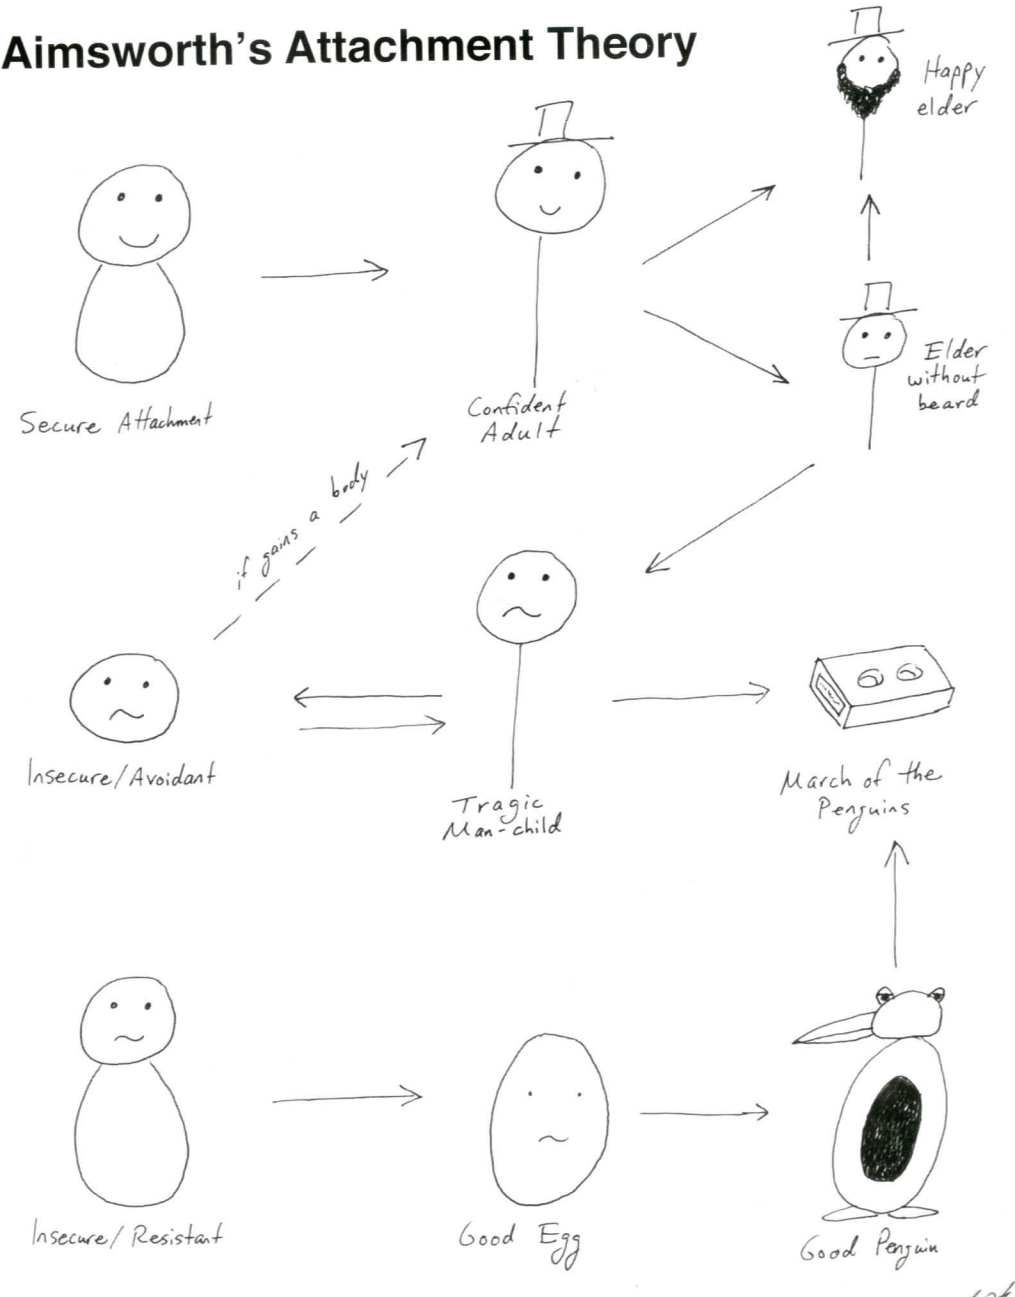 Aimsworth's Attachment Theory
Happy
elder
Elder
without
beard
Secure Attachment
Confident
Adult
if gains a body
Insecure/Avoidant
Tragic
Man-child
March of the
Penguins
Insecure/Resistant
Good Egg
Good Penguin